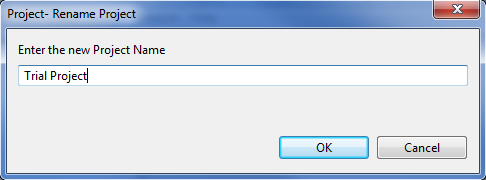 Project- Rename Project
Enter the new Project Name
Trial Project
OK
Cancel